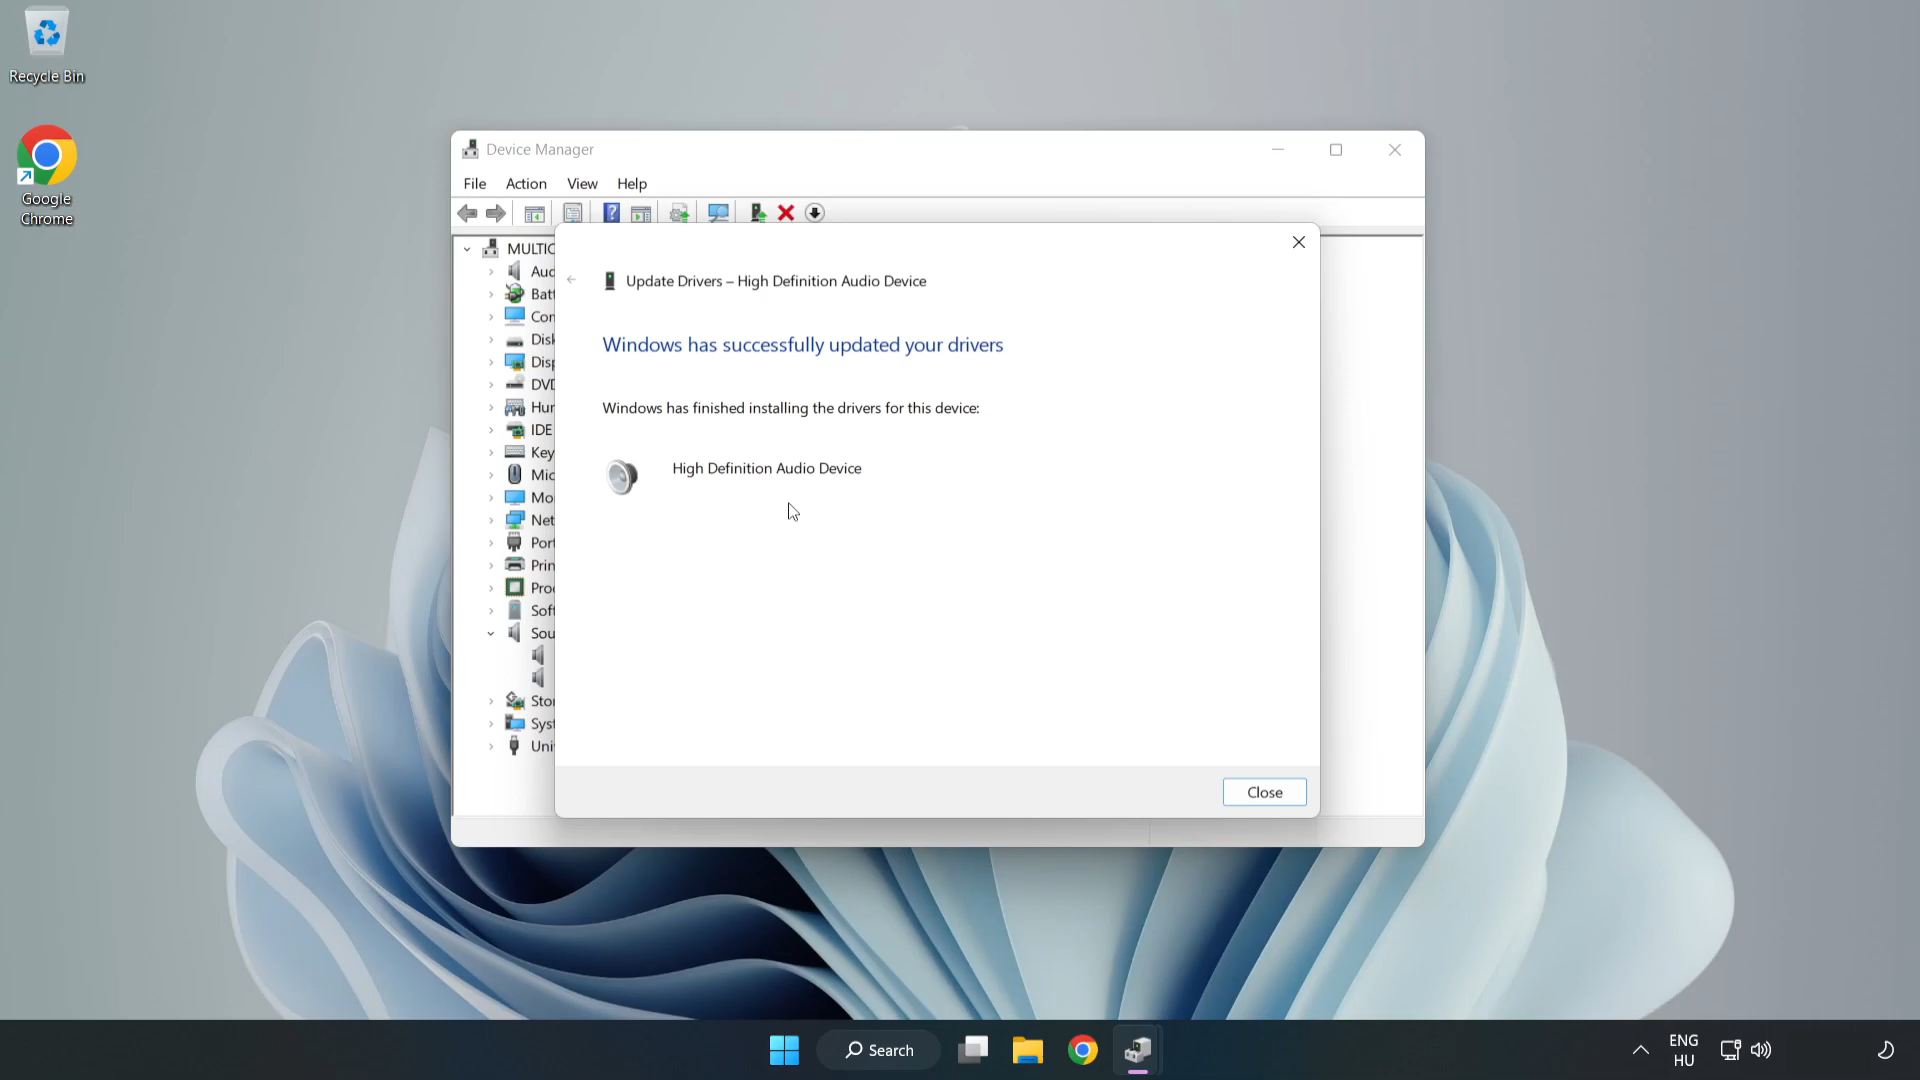 Recycle Bin
Google
Chrome
Device Manager
File Action View Help
MULTIC
Aud
Batt
Con
Disk
Disp
DVD
Hur
IDE
Key
Mic
Mor
Net
Port
Prin
Proc
Soft
Sou
Stor
Syst
Univ
Update Drivers – High Definition Audio Device
Windows has successfully updated your drivers
Windows has finished installing the drivers for this device:
High Definition Audio Device
Close
Search
ENG
HU